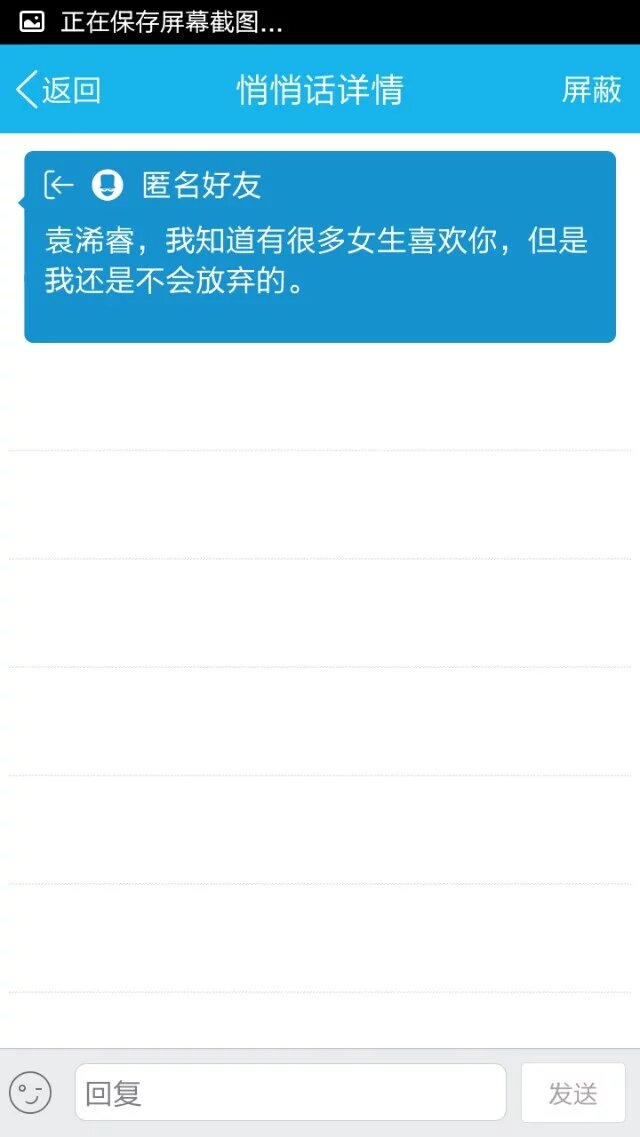 正在保存屏幕截图...
返回
悄悄话详情
屏蔽
匿名好友
袁浠睿，我知道有很多女生喜欢你，但是
我还是不会放弃的。
回复
发送